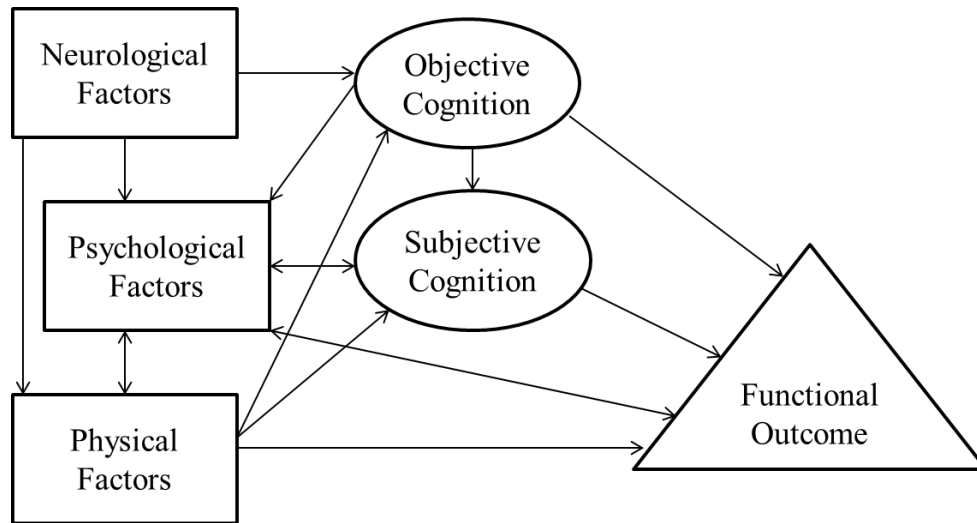 Neurological
Factors
Objective
Cognition
Psychological
Factors
Subjective
Cognition
Physical
Factors
Functional
Outcome